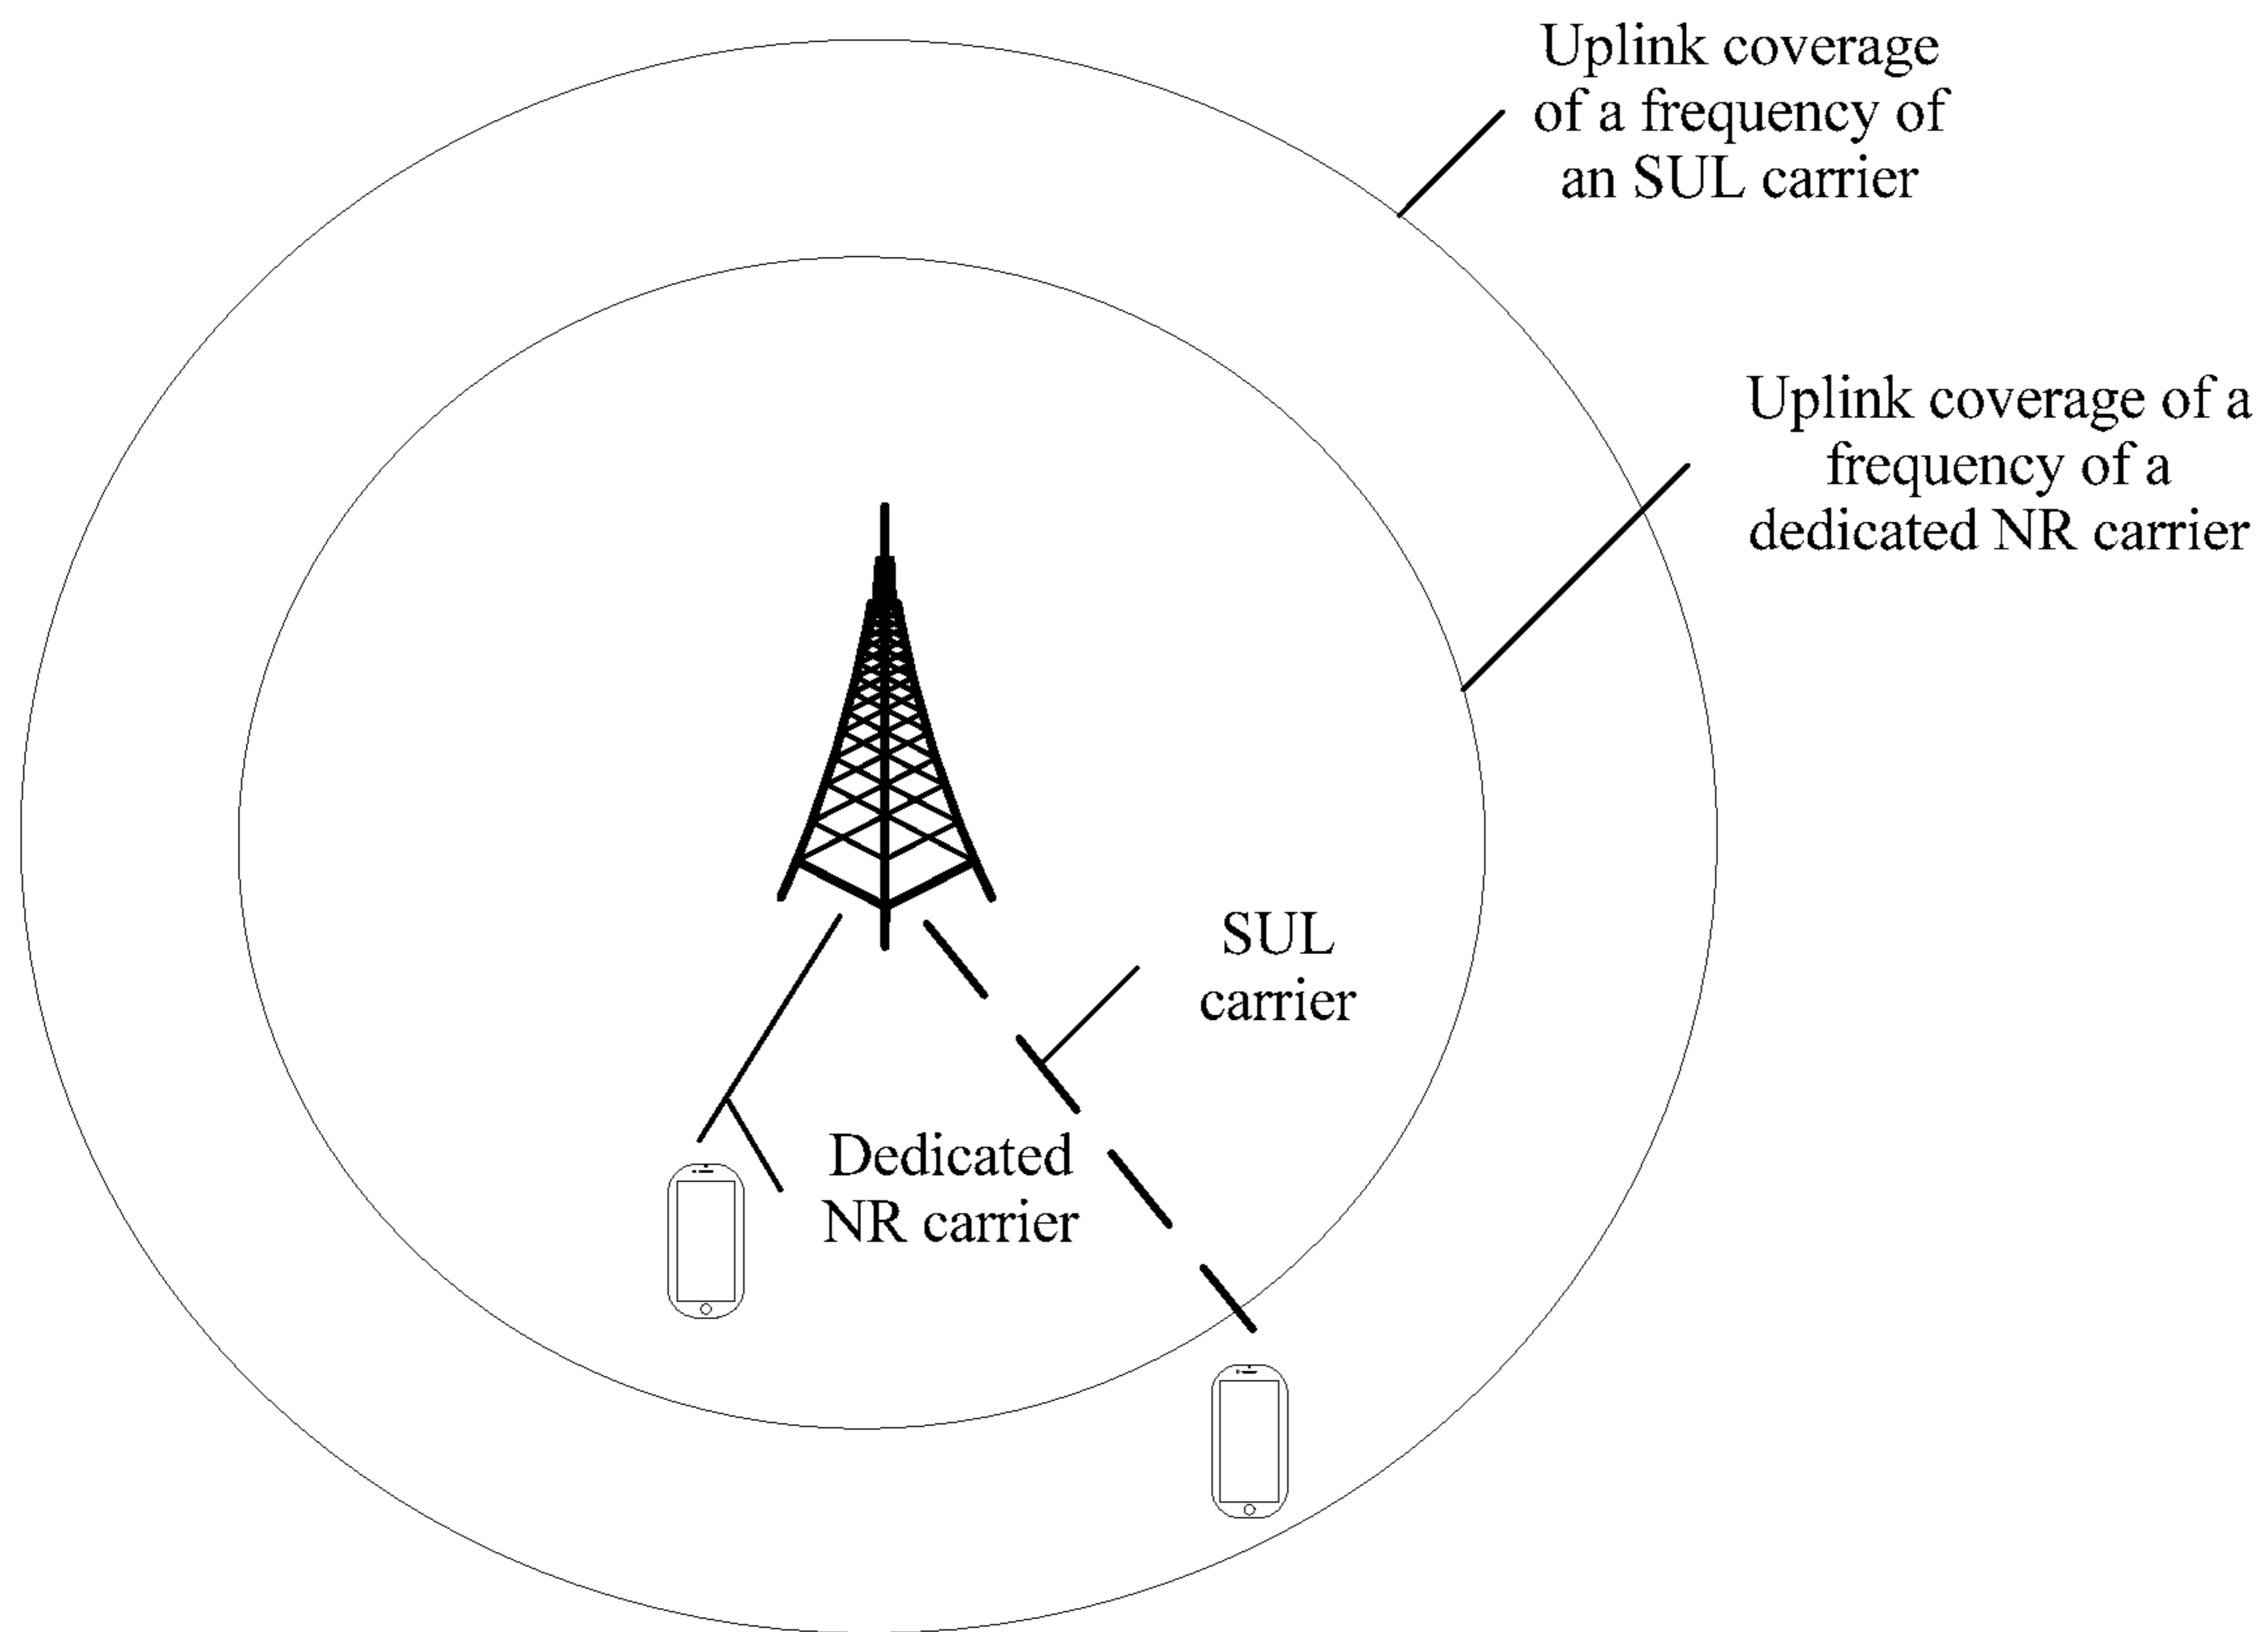 Uplink coverage
of a frequency of
an SUL carrier
Uplink coverage of a
frequency of a
dedicated NR carrier
SUL
carrier
Dedicated
NR carrier